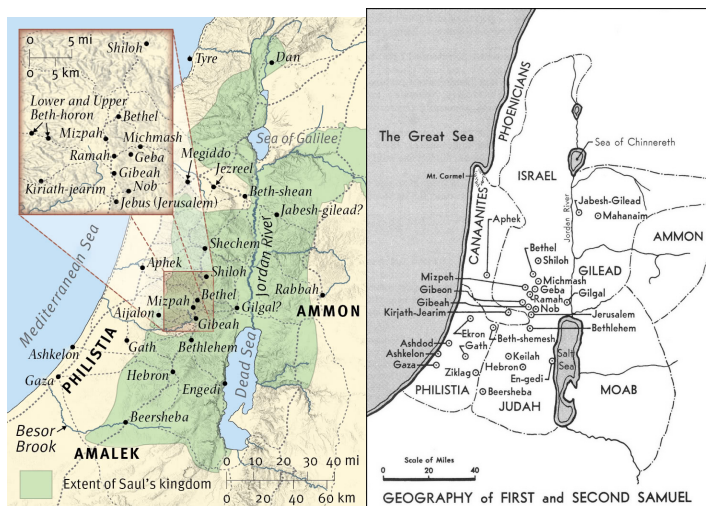 0 5 mi
0 5 km
Shiloh
Lower and Upper
Beth-horon
Bethel
Mizpah
Michmash
Ramah
Geba
Gibeah
Kiriath-jearim
Nob
Jebus (Jerusalem)
Tyre
Dan
Sea of Galilee
Megiddo
Jezreel
Beth-shean
Jabesh-gilead?
Mediterranean Sea
Shechem
Jordan River
Aphek
Shiloh
Rabbah
Mizpah
Bethel
Gilgal?
AMMON
Aijalon
Gibeah
PHILISTIA
Ashkelon
Gath
Bethlehem
Dead Sea
Gaza
Hebron
Engedi
Besor
Brook
Beersheba
AMALEK
Extent of Saul's kingdom
0 10 20 30 40 mi
0 20 40 60 km
The Great Sea
PHOENICIANS
Sea of Chinnereth
Mt. Carmel
ISRAEL
CANAANITES
Aphek
Jordan River
Jabesh-Gilead
Mahanaim
AMMON
Bethel
Shiloh
Mizpeh
Michmash
GILEAD
Gibeon
Geba
Ramah
Gilgal
Gibeah
Nob
Kirjath-Jearim
Jerusalem
Bethlehem
Ekron
Beth-shemesh
Ashdod
Gath
Ashkelon
Keilah
Salt
Sea
Gaza
Ziklag
Hebron
En-gedi
MOAB
PHILISTIA
Beersheba
JUDAH
Scale of Miles
0 20 40
GEOGRAPHY of FIRST and SECOND SAMUEL